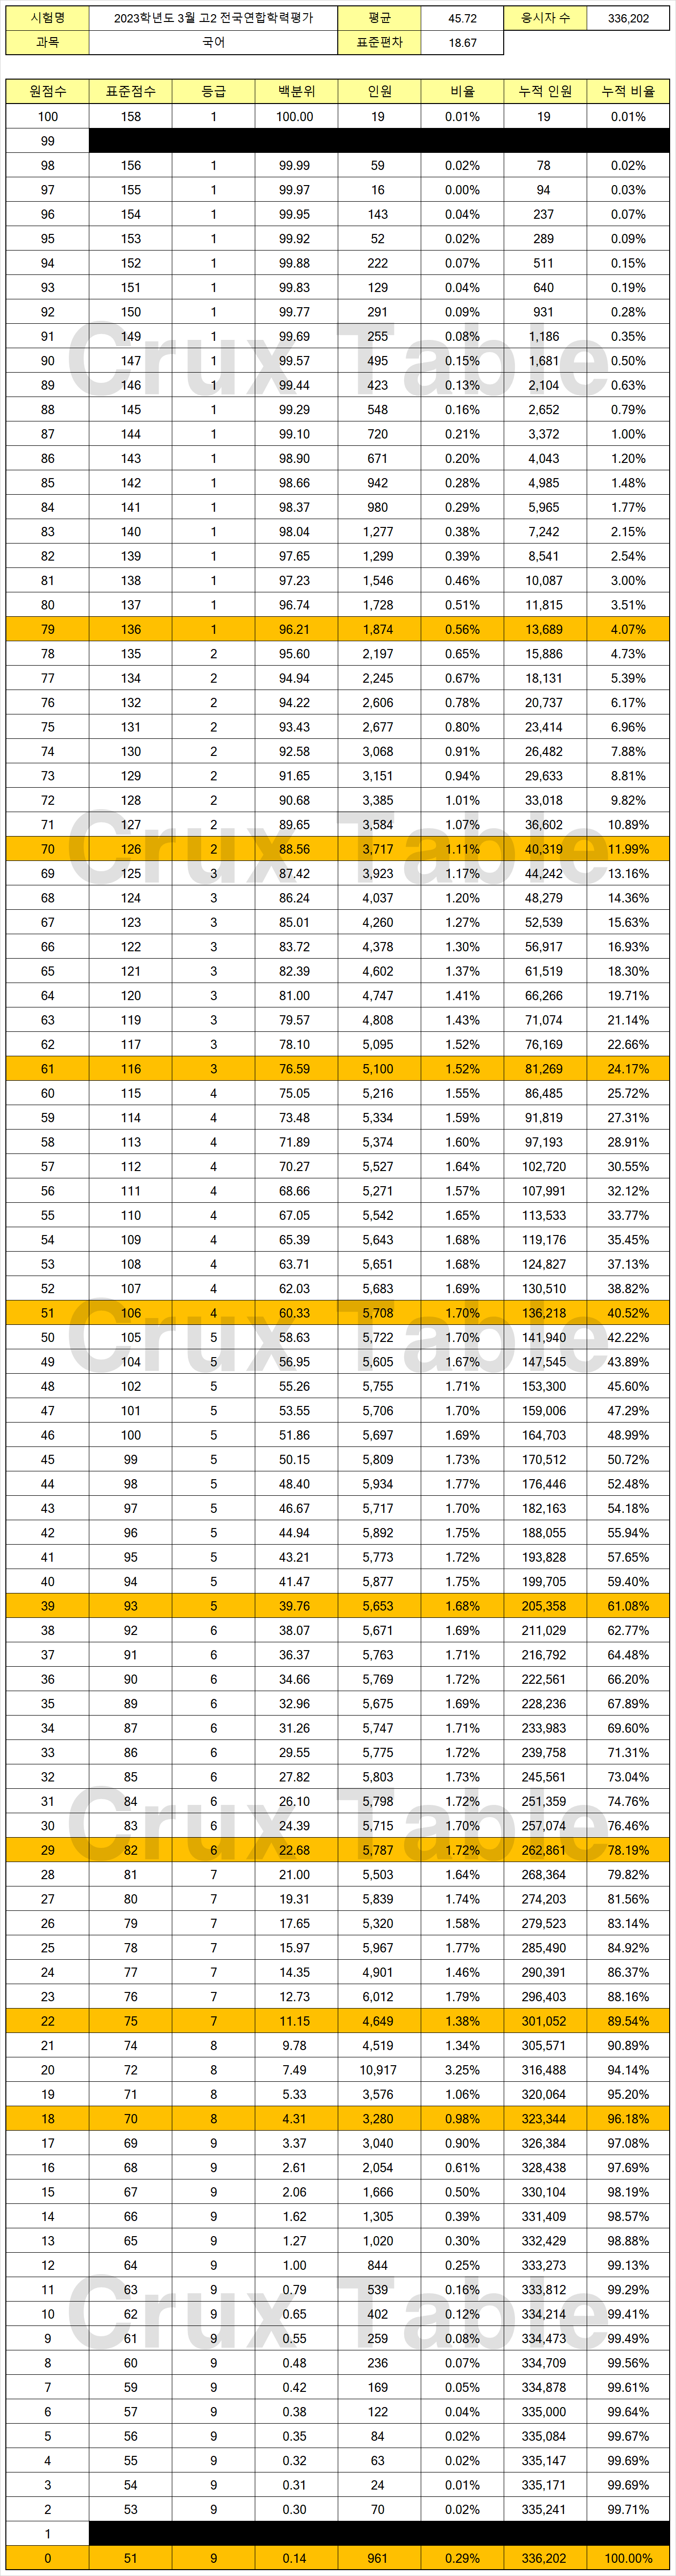 시험명 2023학년도 3월 고2 전국연합학력평가 평균 45.72 응시자 수 336,202
과목 국어 표준편차 18.67
원점수 표준점수 등급 백분위 인원 비율 누적 인원 누적 비율
100 158 1 100.00 19 0.01% 19 0.01%
99
98 156 1 99.99 59 0.02% 78 0.02%
97 155 1 99.97 16 0.00% 94 0.03%
96 154 1 99.95 143 0.04% 237 0.07%
95 153 1 99.92 52 0.02% 289 0.09%
94 152 1 99.88 222 0.07% 511 0.15%
93 151 1 99.83 129 0.04% 640 0.19%
92 150 1 99.77 291 0.09% 931 0.28%
91 149 1 99.69 255 0.08% 1,186 0.35%
Crux Table
90 147 1 99.57 495 0.15% 1,681 0.50%
89 146 1 99.44 423 0.13% 2,104 0.63%
88 145 1 99.29 548 0.16% 2,652 0.79%
87 144 1 99.10 720 0.21% 3,372 1.00%
86 143 1 98.90 671 0.20% 4,043 1.20%
85 142 1 98.66 942 0.28% 4,985 1.48%
84 141 1 98.37 980 0.29% 5,965 1.77%
83 140 1 98.04 1,277 0.38% 7,242 2.15%
82 139 1 97.65 1,299 0.39% 8,541 2.54%
81 138 1 97.23 1,546 0.46% 10,087 3.00%
80 137 1 96.74 1,728 0.51% 11,815 3.51%
79 136 1 96.21 1,874 0.56% 13,689 4.07%
78 135 2 95.60 2,197 0.65% 15,886 4.73%
77 134 2 94.94 2,245 0.67% 18,131 5.39%
76 132 2 94.22 2,606 0.78% 20,737 6.17%
75 131 2 93.43 2,677 0.80% 23,414 6.96%
74 130 2 92.58 3,068 0.91% 26,482 7.88%
73 129 2 91.65 3,151 0.94% 29,633 8.81%
72 128 2 90.68 3,385 1.01% 33,018 9.82%
71 127 2 89.65 3,584 1.07% 36,602 10.89%
Crux Table
70 126 2 88.56 3,717 1.11% 40,319 11.99%
69 125 3 87.42 3,923 1.17% 44,242 13.16%
68 124 3 86.24 4,037 1.20% 48,279 14.36%
67 123 3 85.01 4,260 1.27% 52,539 15.63%
66 122 3 83.72 4,378 1.30% 56,917 16.93%
65 121 3 82.39 4,602 1.37% 61,519 18.30%
64 120 3 81.00 4,747 1.41% 66,266 19.71%
63 119 3 79.57 4,808 1.43% 71,074 21.14%
62 117 3 78.10 5,095 1.52% 76,169 22.66%
61 116 3 76.59 5,100 1.52% 81,269 24.17%
60 115 4 75.05 5,216 1.55% 86,485 25.72%
59 114 4 73.48 5,334 1.59% 91,819 27.31%
58 113 4 71.89 5,374 1.60% 97,193 28.91%
57 112 4 70.27 5,527 1.64% 102,720 30.55%
56 111 4 68.66 5,271 1.57% 107,991 32.12%
55 110 4 67.05 5,542 1.65% 113,533 33.77%
54 109 4 65.39 5,643 1.68% 119,176 35.45%
53 108 4 63.71 5,651 1.68% 124,827 37.13%
52 107 4 62.03 5,683 1.69% 130,510 38.82%
51 106 4 60.33 5,708 1.70% 136,218 40.52%
Crux Table
50 105 5 58.63 5,722 1.70% 141,940 42.22%
49 104 5 56.95 5,605 1.67% 147,545 43.89%
48 102 5 55.26 5,755 1.71% 153,300 45.60%
47 101 5 53.55 5,706 1.70% 159,006 47.29%
46 100 5 51.86 5,697 1.69% 164,703 48.99%
45 99 5 50.15 5,809 1.73% 170,512 50.72%
44 98 5 48.40 5,934 1.77% 176,446 52.48%
43 97 5 46.67 5,717 1.70% 182,163 54.18%
42 96 5 44.94 5,892 1.75% 188,055 55.94%
41 95 5 43.21 5,773 1.72% 193,828 57.65%
40 94 5 41.47 5,877 1.75% 199,705 59.40%
39 93 5 39.76 5,653 1.68% 205,358 61.08%
38 92 6 38.07 5,671 1.69% 211,029 62.77%
37 91 6 36.37 5,763 1.71% 216,792 64.48%
36 90 6 34.66 5,769 1.72% 222,561 66.20%
35 89 6 32.96 5,675 1.69% 228,236 67.89%
34 87 6 31.26 5,747 1.71% 233,983 69.60%
33 86 6 29.55 5,775 1.72% 239,758 71.31%
32 85 6 27.82 5,803 1.73% 245,561 73.04%
31 84 6 26.10 5,798 1.72% 251,359 74.76%
Crux Table
30 83 6 24.39 5,715 1.70% 257,074 76.46%
29 82 6 22.68 5,787 1.72% 262,861 78.19%
28 81 7 21.00 5,503 1.64% 268,364 79.82%
27 80 7 19.31 5,839 1.74% 274,203 81.56%
26 79 7 17.65 5,320 1.58% 279,523 83.14%
25 78 7 15.97 5,967 1.77% 285,490 84.92%
24 77 7 14.35 4,901 1.46% 290,391 86.37%
23 76 7 12.73 6,012 1.79% 296,403 88.16%
22 75 7 11.15 4,649 1.38% 301,052 89.54%
21 74 8 9.78 4,519 1.34% 305,571 90.89%
20 72 8 7.49 10,917 3.25% 316,488 94.14%
19 71 8 5.33 3,576 1.06% 320,064 95.20%
18 70 8 4.31 3,280 0.98% 323,344 96.18%
17 69 9 3.37 3,040 0.90% 326,384 97.08%
16 68 9 2.61 2,054 0.61% 328,438 97.69%
15 67 9 2.06 1,666 0.50% 330,104 98.19%
14 66 9 1.62 1,305 0.39% 331,409 98.57%
13 65 9 1.27 1,020 0.30% 332,429 98.88%
12 64 9 1.00 844 0.25% 333,273 99.13%
11 63 9 0.79 539 0.16% 333,812 99.29%
Crux Table
10 62 9 0.65 402 0.12% 334,214 99.41%
9 61 9 0.55 259 0.08% 334,473 99.49%
8 60 9 0.48 236 0.07% 334,709 99.56%
7 59 9 0.42 169 0.05% 334,878 99.61%
6 57 9 0.38 122 0.04% 335,000 99.64%
5 56 9 0.35 84 0.02% 335,084 99.67%
4 55 9 0.32 63 0.02% 335,147 99.69%
3 54 9 0.31 24 0.01% 335,171 99.69%
2 53 9 0.30 70 0.02% 335,241 99.71%
1
0 51 9 0.14 961 0.29% 336,202 100.00%